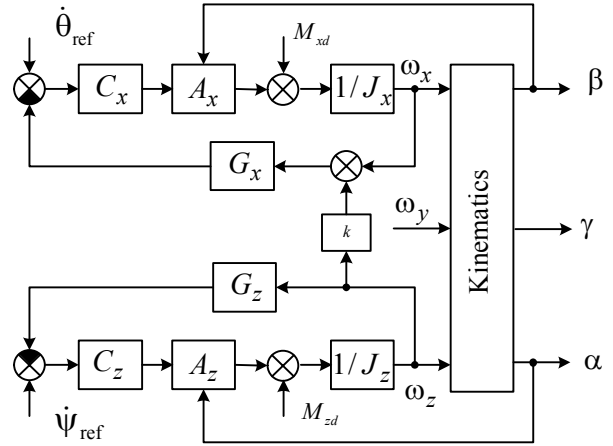 θ̇ref Mxd
Cx Ax 1/Jx ωx β
Gx
k ωy Kinematics γ
Gz
Cz Az 1/Jz ωz α
ψ̇ref Mzd